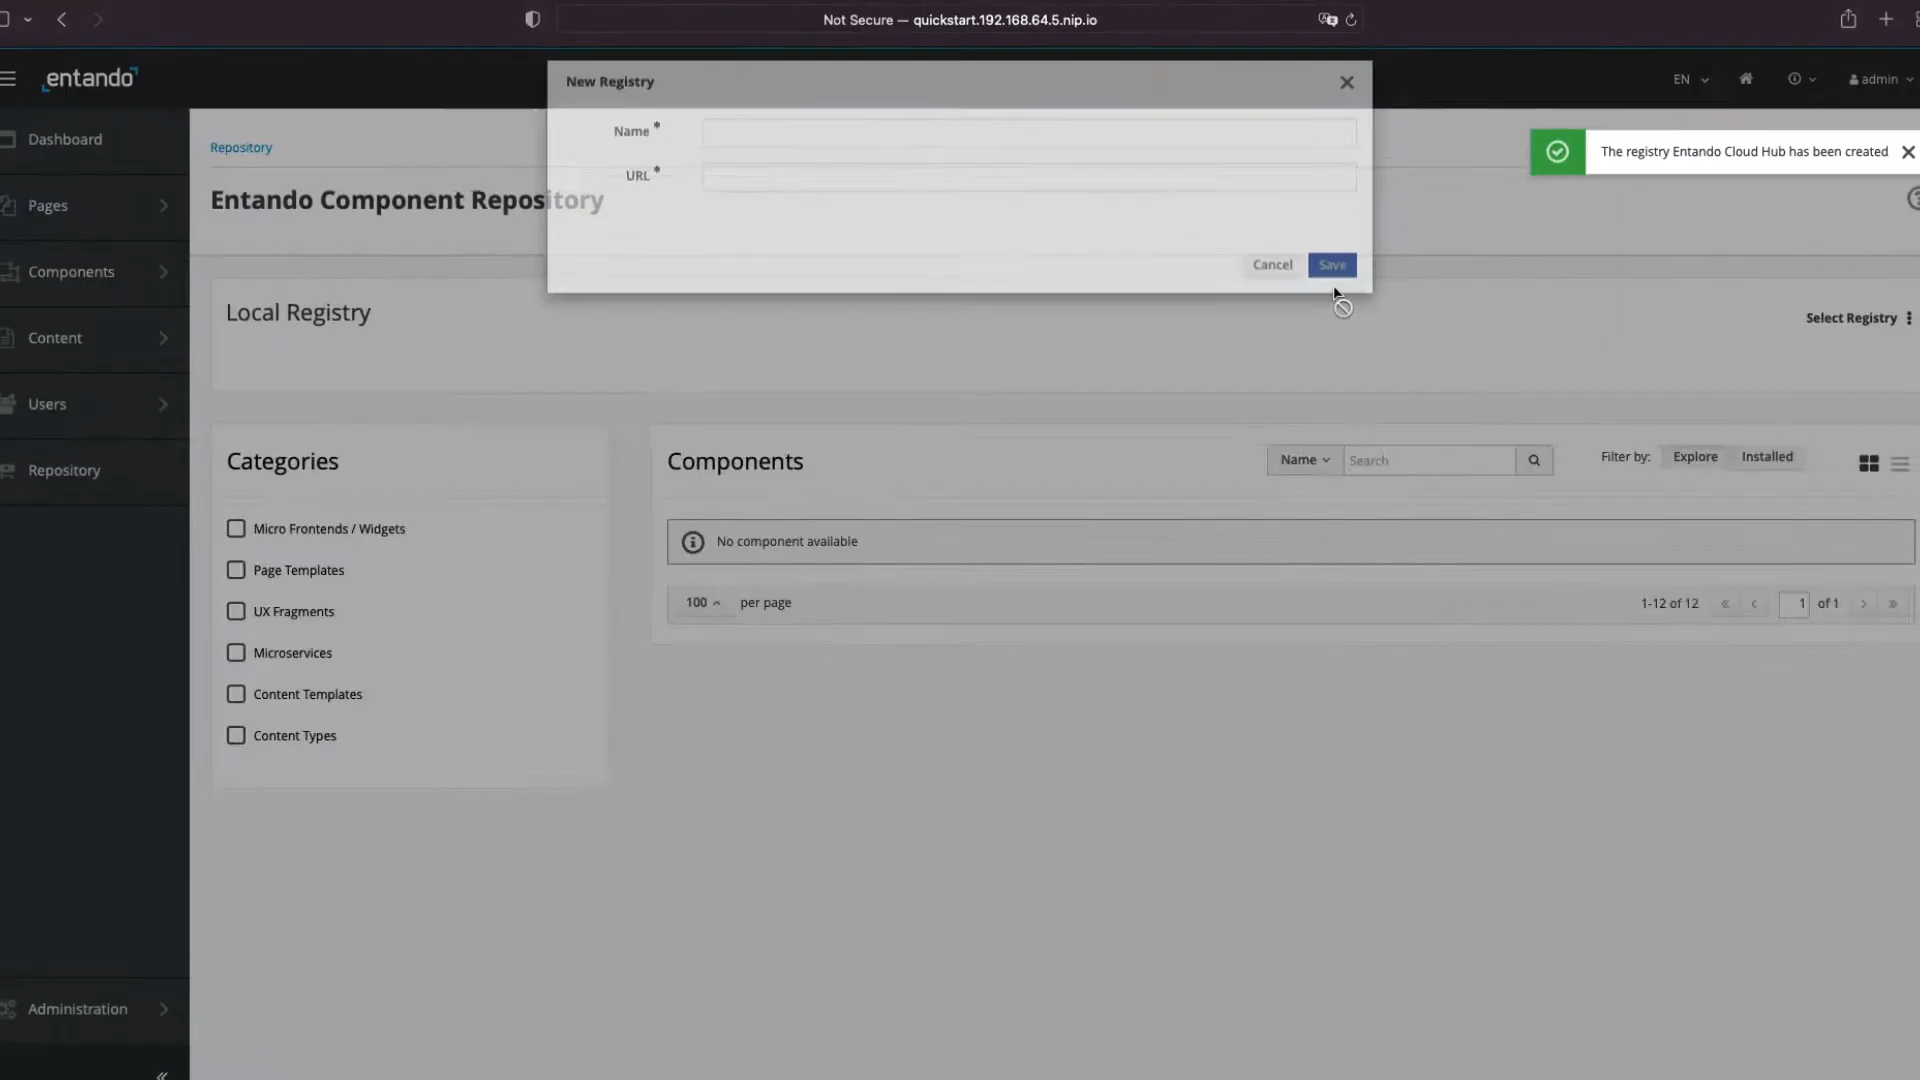 Not Secure — quickstart.192.168.64.5.nip.io
entando
EN
admin
New Registry
Name *
URL *
Cancel
Save
The registry Entando Cloud Hub has been created
Dashboard
Pages
Components
Content
Users
Repository
Administration
Repository
Entando Component Repository
Local Registry
Select Registry
Categories
Micro Frontends / Widgets
Page Templates
UX Fragments
Microservices
Content Templates
Content Types
Components
Name
Search
Filter by:
Explore
Installed
No component available
100
per page
1-12 of 12
1
of 1